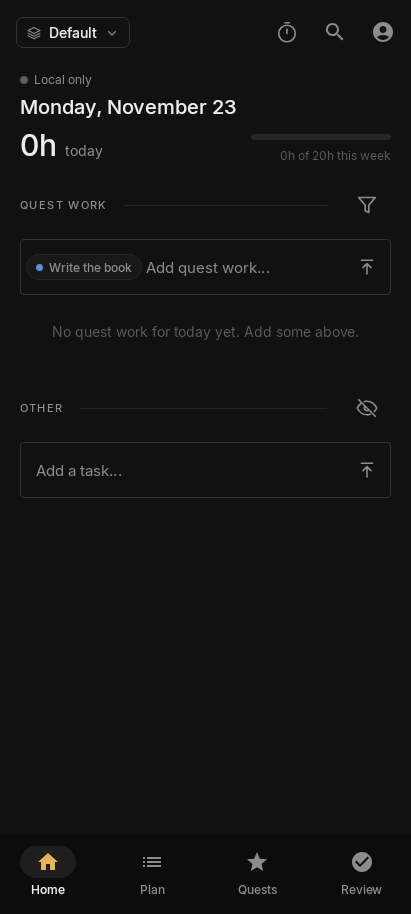 Default
Local only
Monday, November 23
0h today
0h of 20h this week
QUEST WORK
Write the book Add quest work...
No quest work for today yet. Add some above.
OTHER
Add a task...
Home Plan Quests Review